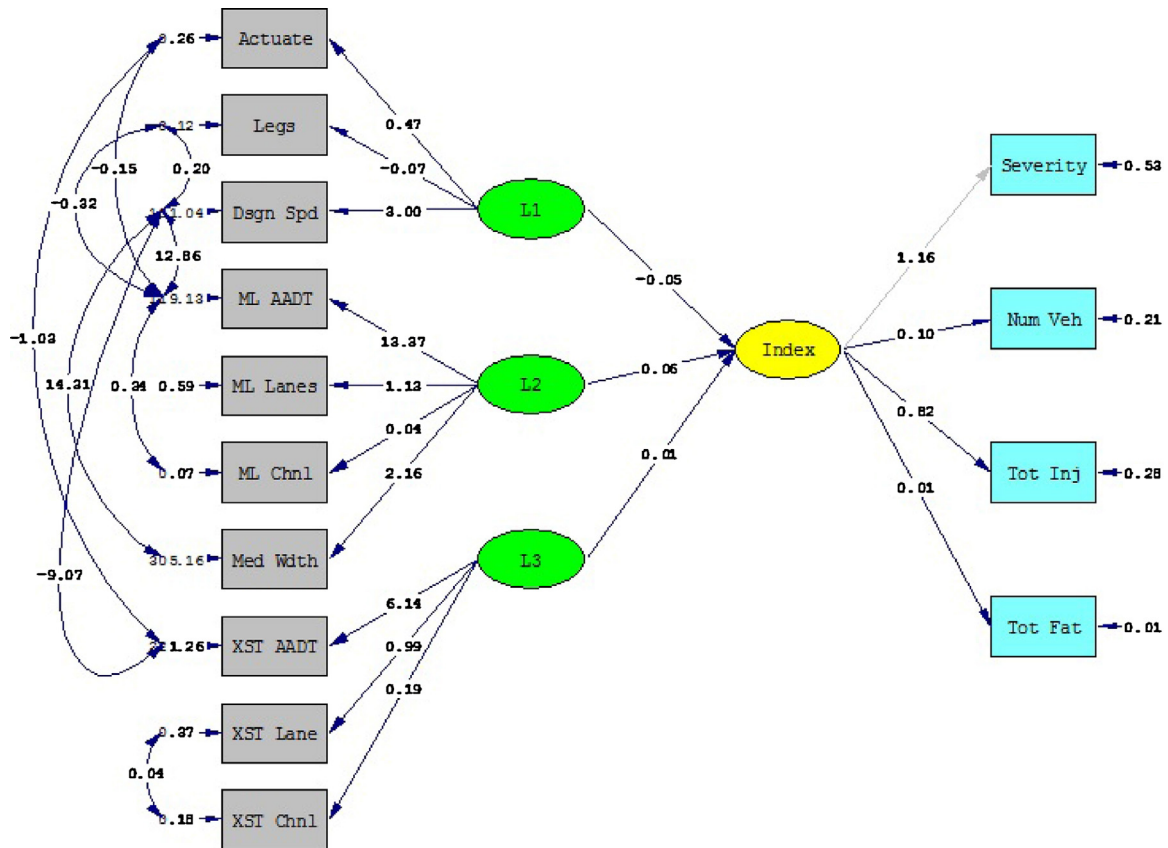 0.26
Actuate
0.12
Legs
Dsgn Spd
ML AADT
0.59
ML Lanes
0.07
ML Chnl
305.16
Med Wdth
XST AADT
0.37
XST Lane
0.18
XST Chnl
-0.15
0.20
-0.32
12.86
-1.03
14.31
0.34
-9.07
0.04
0.47
-0.07
3.00
13.37
1.13
0.04
2.16
6.14
0.99
0.19
L1
L2
L3
-0.05
0.06
0.01
Index
1.16
0.10
0.82
0.01
Severity
0.53
Num Veh
0.21
Tot Inj
0.28
Tot Fat
0.01